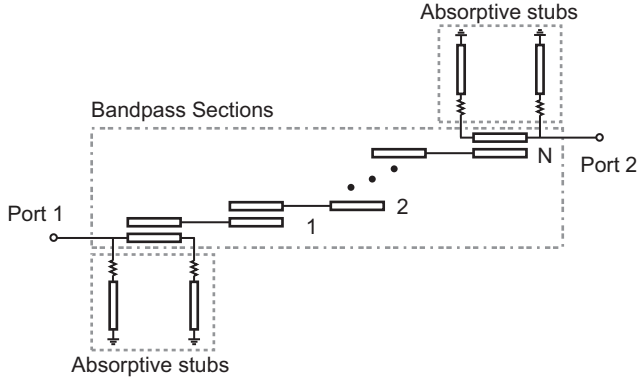 Absorptive stubs
Bandpass Sections
N
Port 2
2
Port 1
1
Absorptive stubs